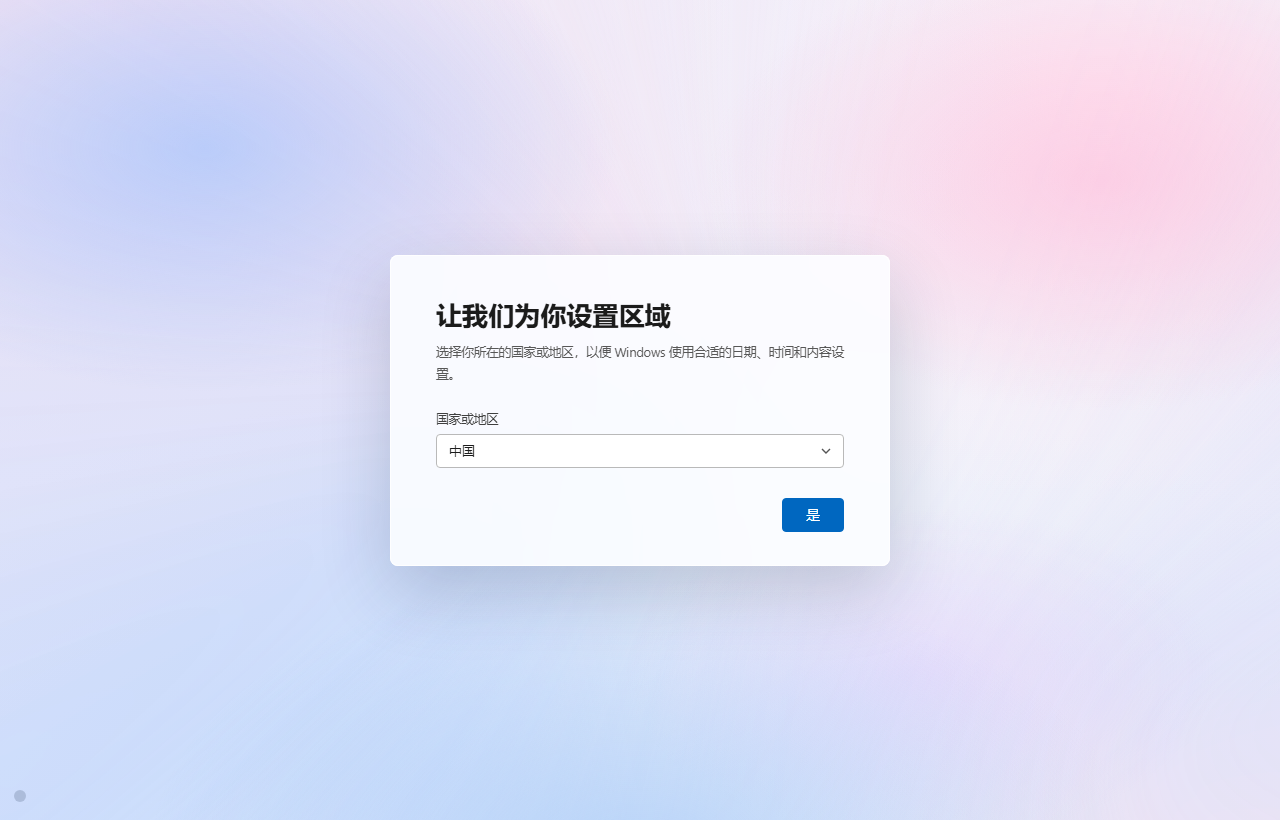 让我们为你设置区域
选择你所在的国家或地区，以便 Windows 使用合适的日期、时间和内容设
置。
国家或地区
中国
是